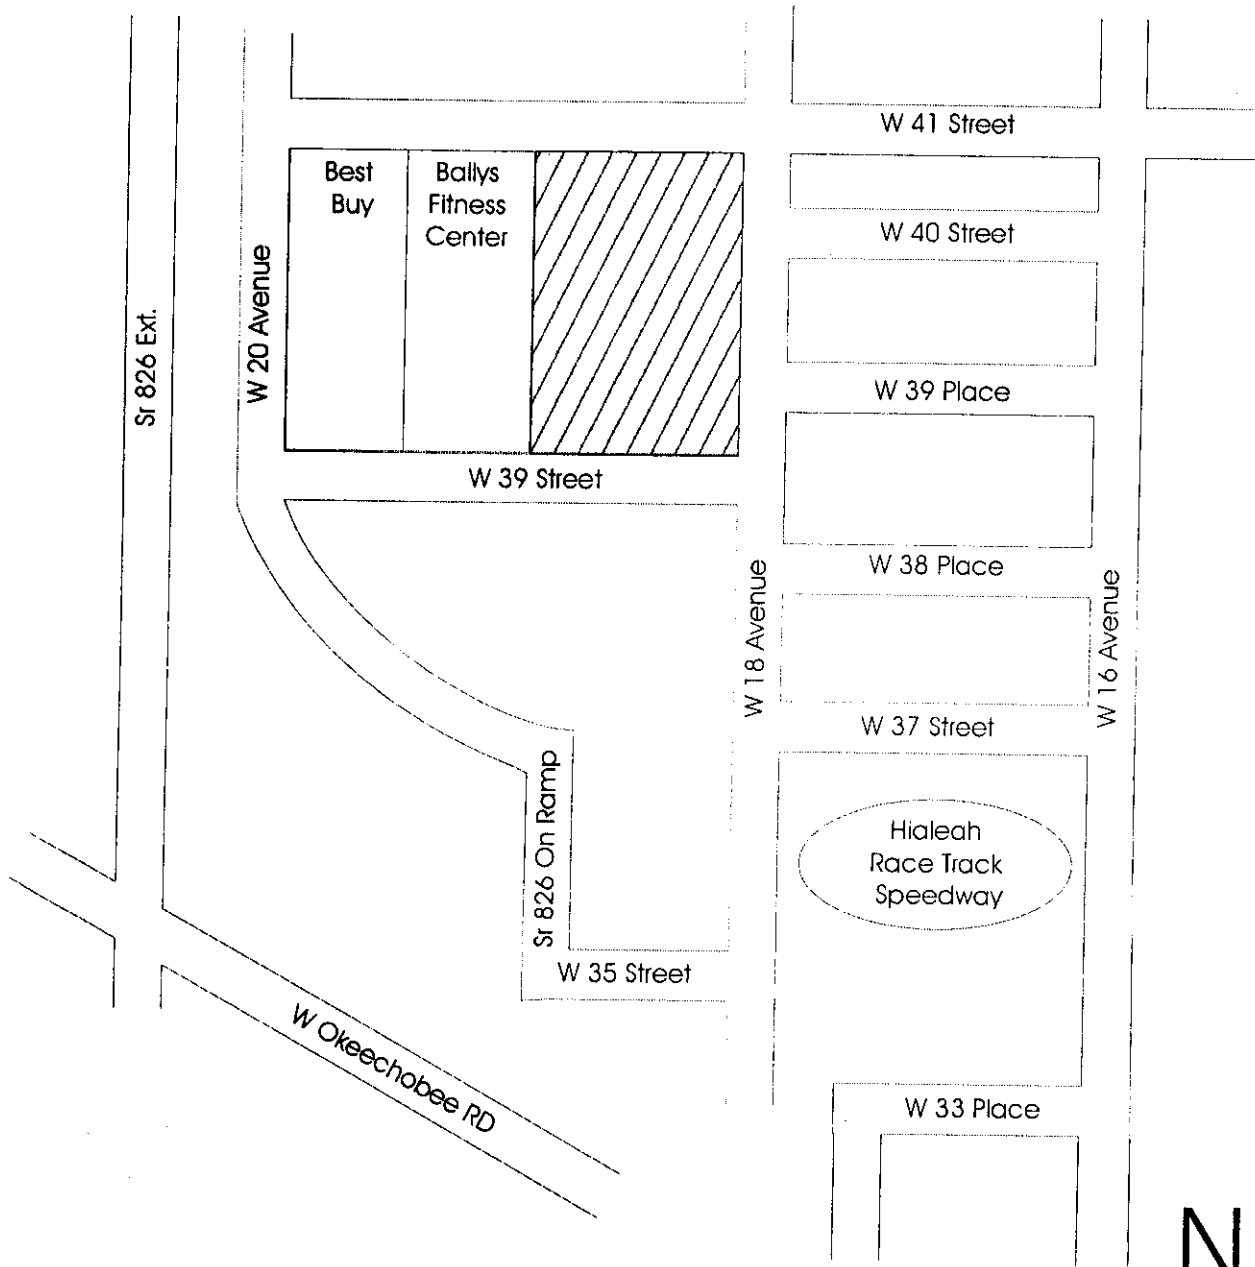 W 41 Street
Best
Buy
Ballys
Fitness
Center
W 40 Street
W 20 Avenue
Sr 826 Ext.
W 39 Place
W 39 Street
W 38 Place
W 18 Avenue
W 16 Avenue
W 37 Street
Sr 826 On Ramp
Hialeah
Race Track
Speedway
W 35 Street
W Okeechobee RD
W 33 Place
N